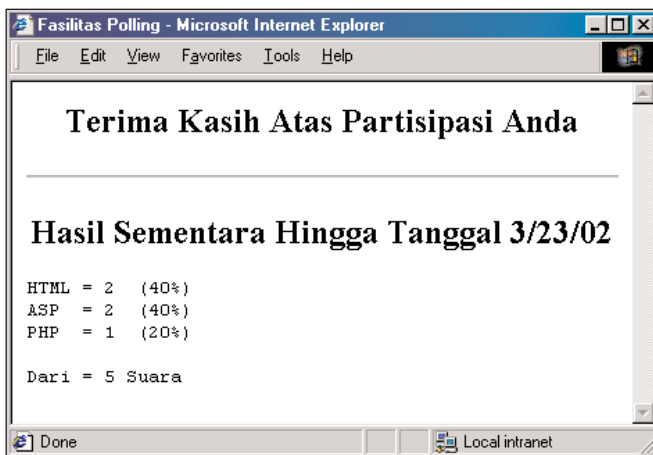 Fasilitas Polling - Microsoft Internet Explorer
File Edit View Favorites Tools Help
Terima Kasih Atas Partisipasi Anda
Hasil Sementara Hingga Tanggal 3/23/02
HTML = 2 (40%)
ASP = 2 (40%)
PHP = 1 (20%)
Dari = 5 Suara
Done Local intranet